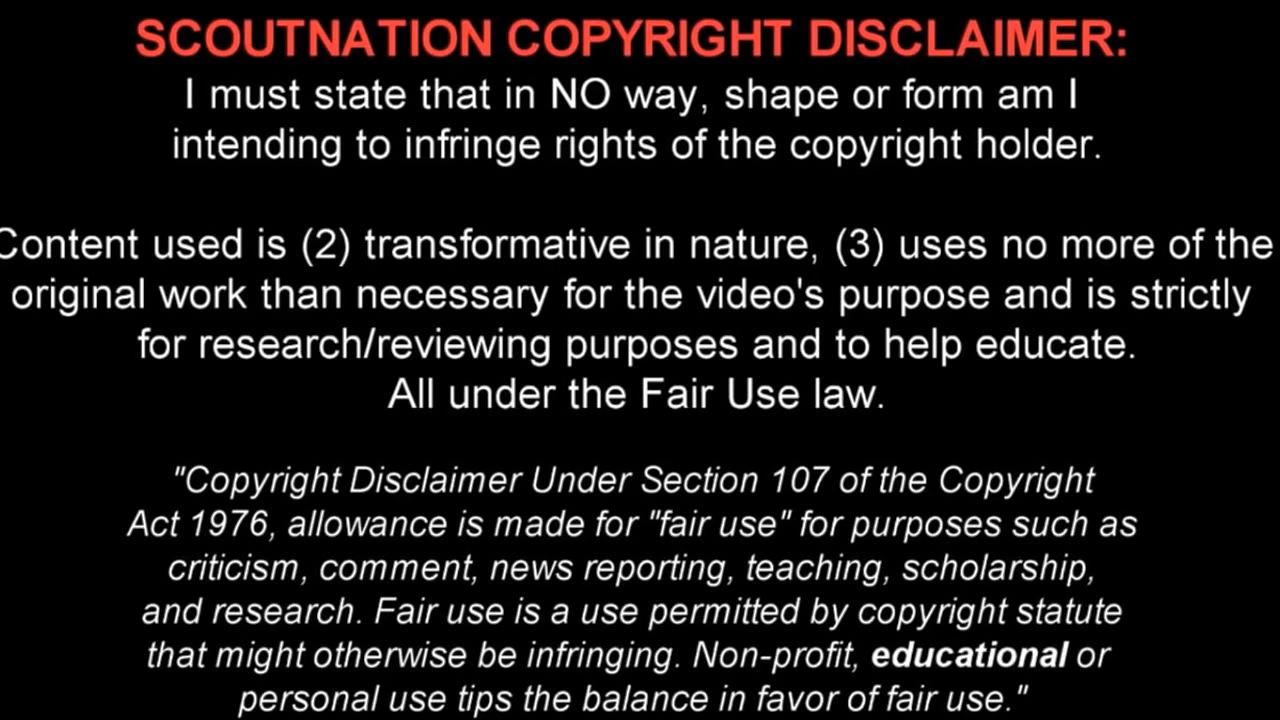 SCOUTNATION COPYRIGHT DISCLAIMER:
I must state that in NO way, shape or form am I
intending to infringe rights of the copyright holder.
Content used is (2) transformative in nature, (3) uses no more of the
original work than necessary for the video's purpose and is strictly
for research/reviewing purposes and to help educate.
All under the Fair Use law.
"Copyright Disclaimer Under Section 107 of the Copyright
Act 1976, allowance is made for "fair use" for purposes such as
criticism, comment, news reporting, teaching, scholarship,
and research. Fair use is a use permitted by copyright statute
that might otherwise be infringing. Non-profit, educational or
personal use tips the balance in favor of fair use."